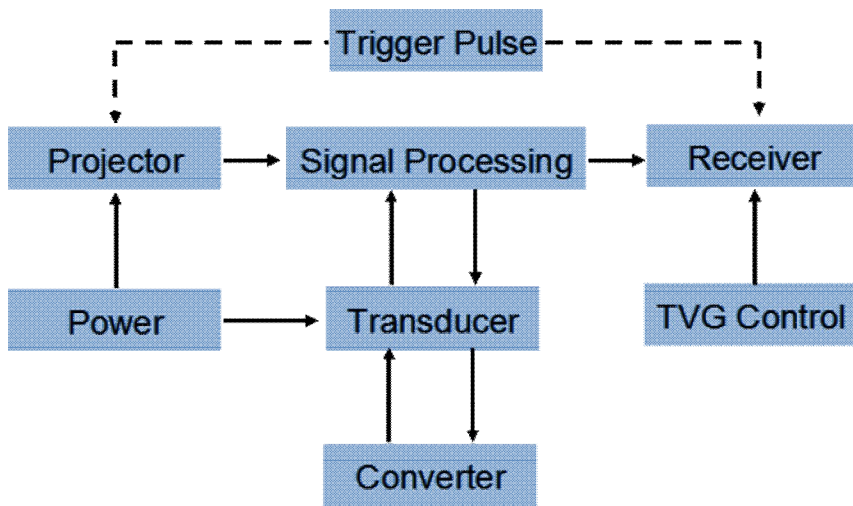 Trigger Pulse
Projector
Signal Processing
Receiver
Power
Transducer
TVG Control
Converter